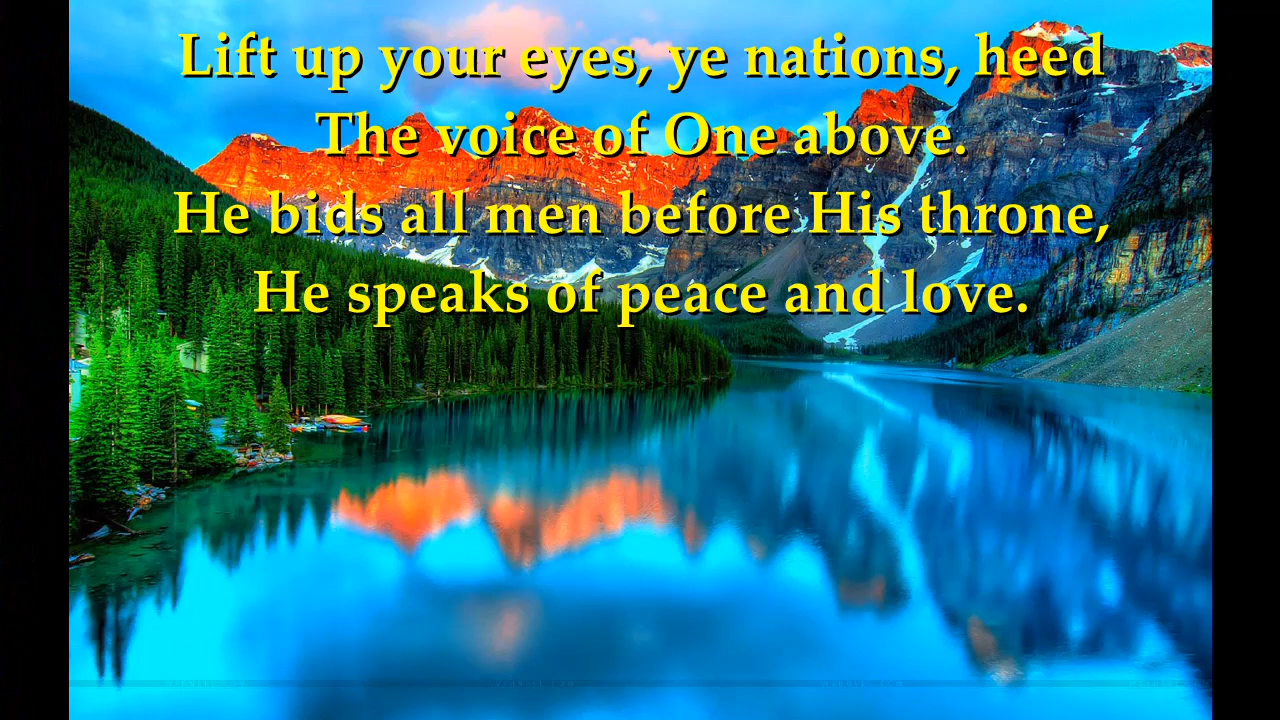 Lift up your eyes, ye nations, heed
The voice of One above.
He bids all men before His throne,
He speaks of peace and love.